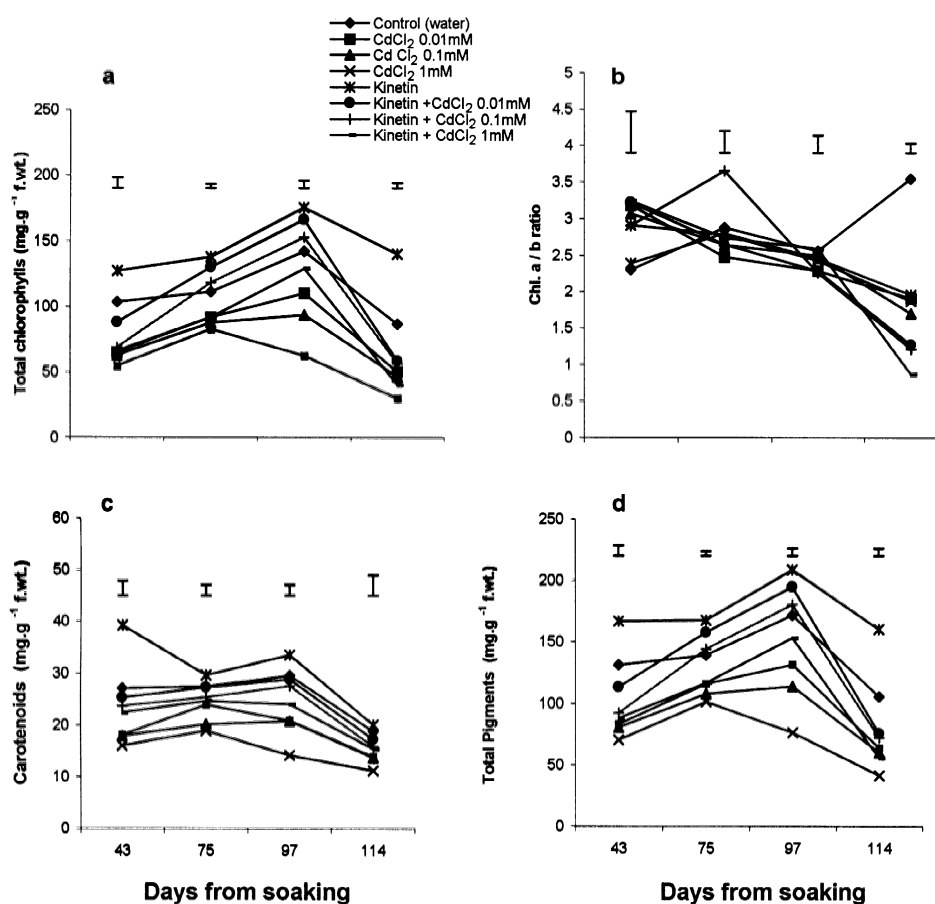 Control (water)
CdCl2 0.01mM
Cd Cl2 0.1mM
CdCl2 1mM
Kinetin
Kinetin +CdCl2 0.01mM
Kinetin + CdCl2 0.1mM
Kinetin + CdCl2 1mM
a
250
200
150
100
50
0
Total chlorophylls (mg.g⁻¹ f.wt.)
b
5
4.5
4
3.5
3
2.5
2
1.5
1
0.5
0
Chl. a / b ratio
c
60
50
40
30
20
10
0
Carotenoids (mg.g⁻¹ f.wt.)
43 75 97 114
Days from soaking
d
250
200
150
100
50
0
Total Pigments (mg.g⁻¹ f.wt.)
43 75 97 114
Days from soaking